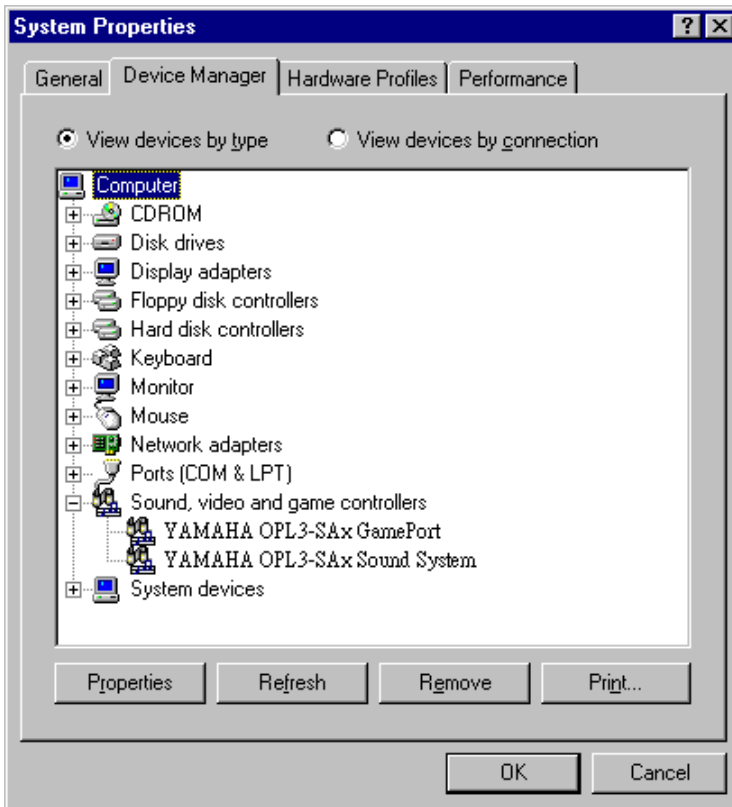 System Properties
General Device Manager Hardware Profiles Performance
View devices by type View devices by connection
Computer
CDROM
Disk drives
Display adapters
Floppy disk controllers
Hard disk controllers
Keyboard
Monitor
Mouse
Network adapters
Ports (COM & LPT)
Sound, video and game controllers
YAMAHA OPL3-SAx GamePort
YAMAHA OPL3-SAx Sound System
System devices
Properties Refresh Remove Print...
OK Cancel